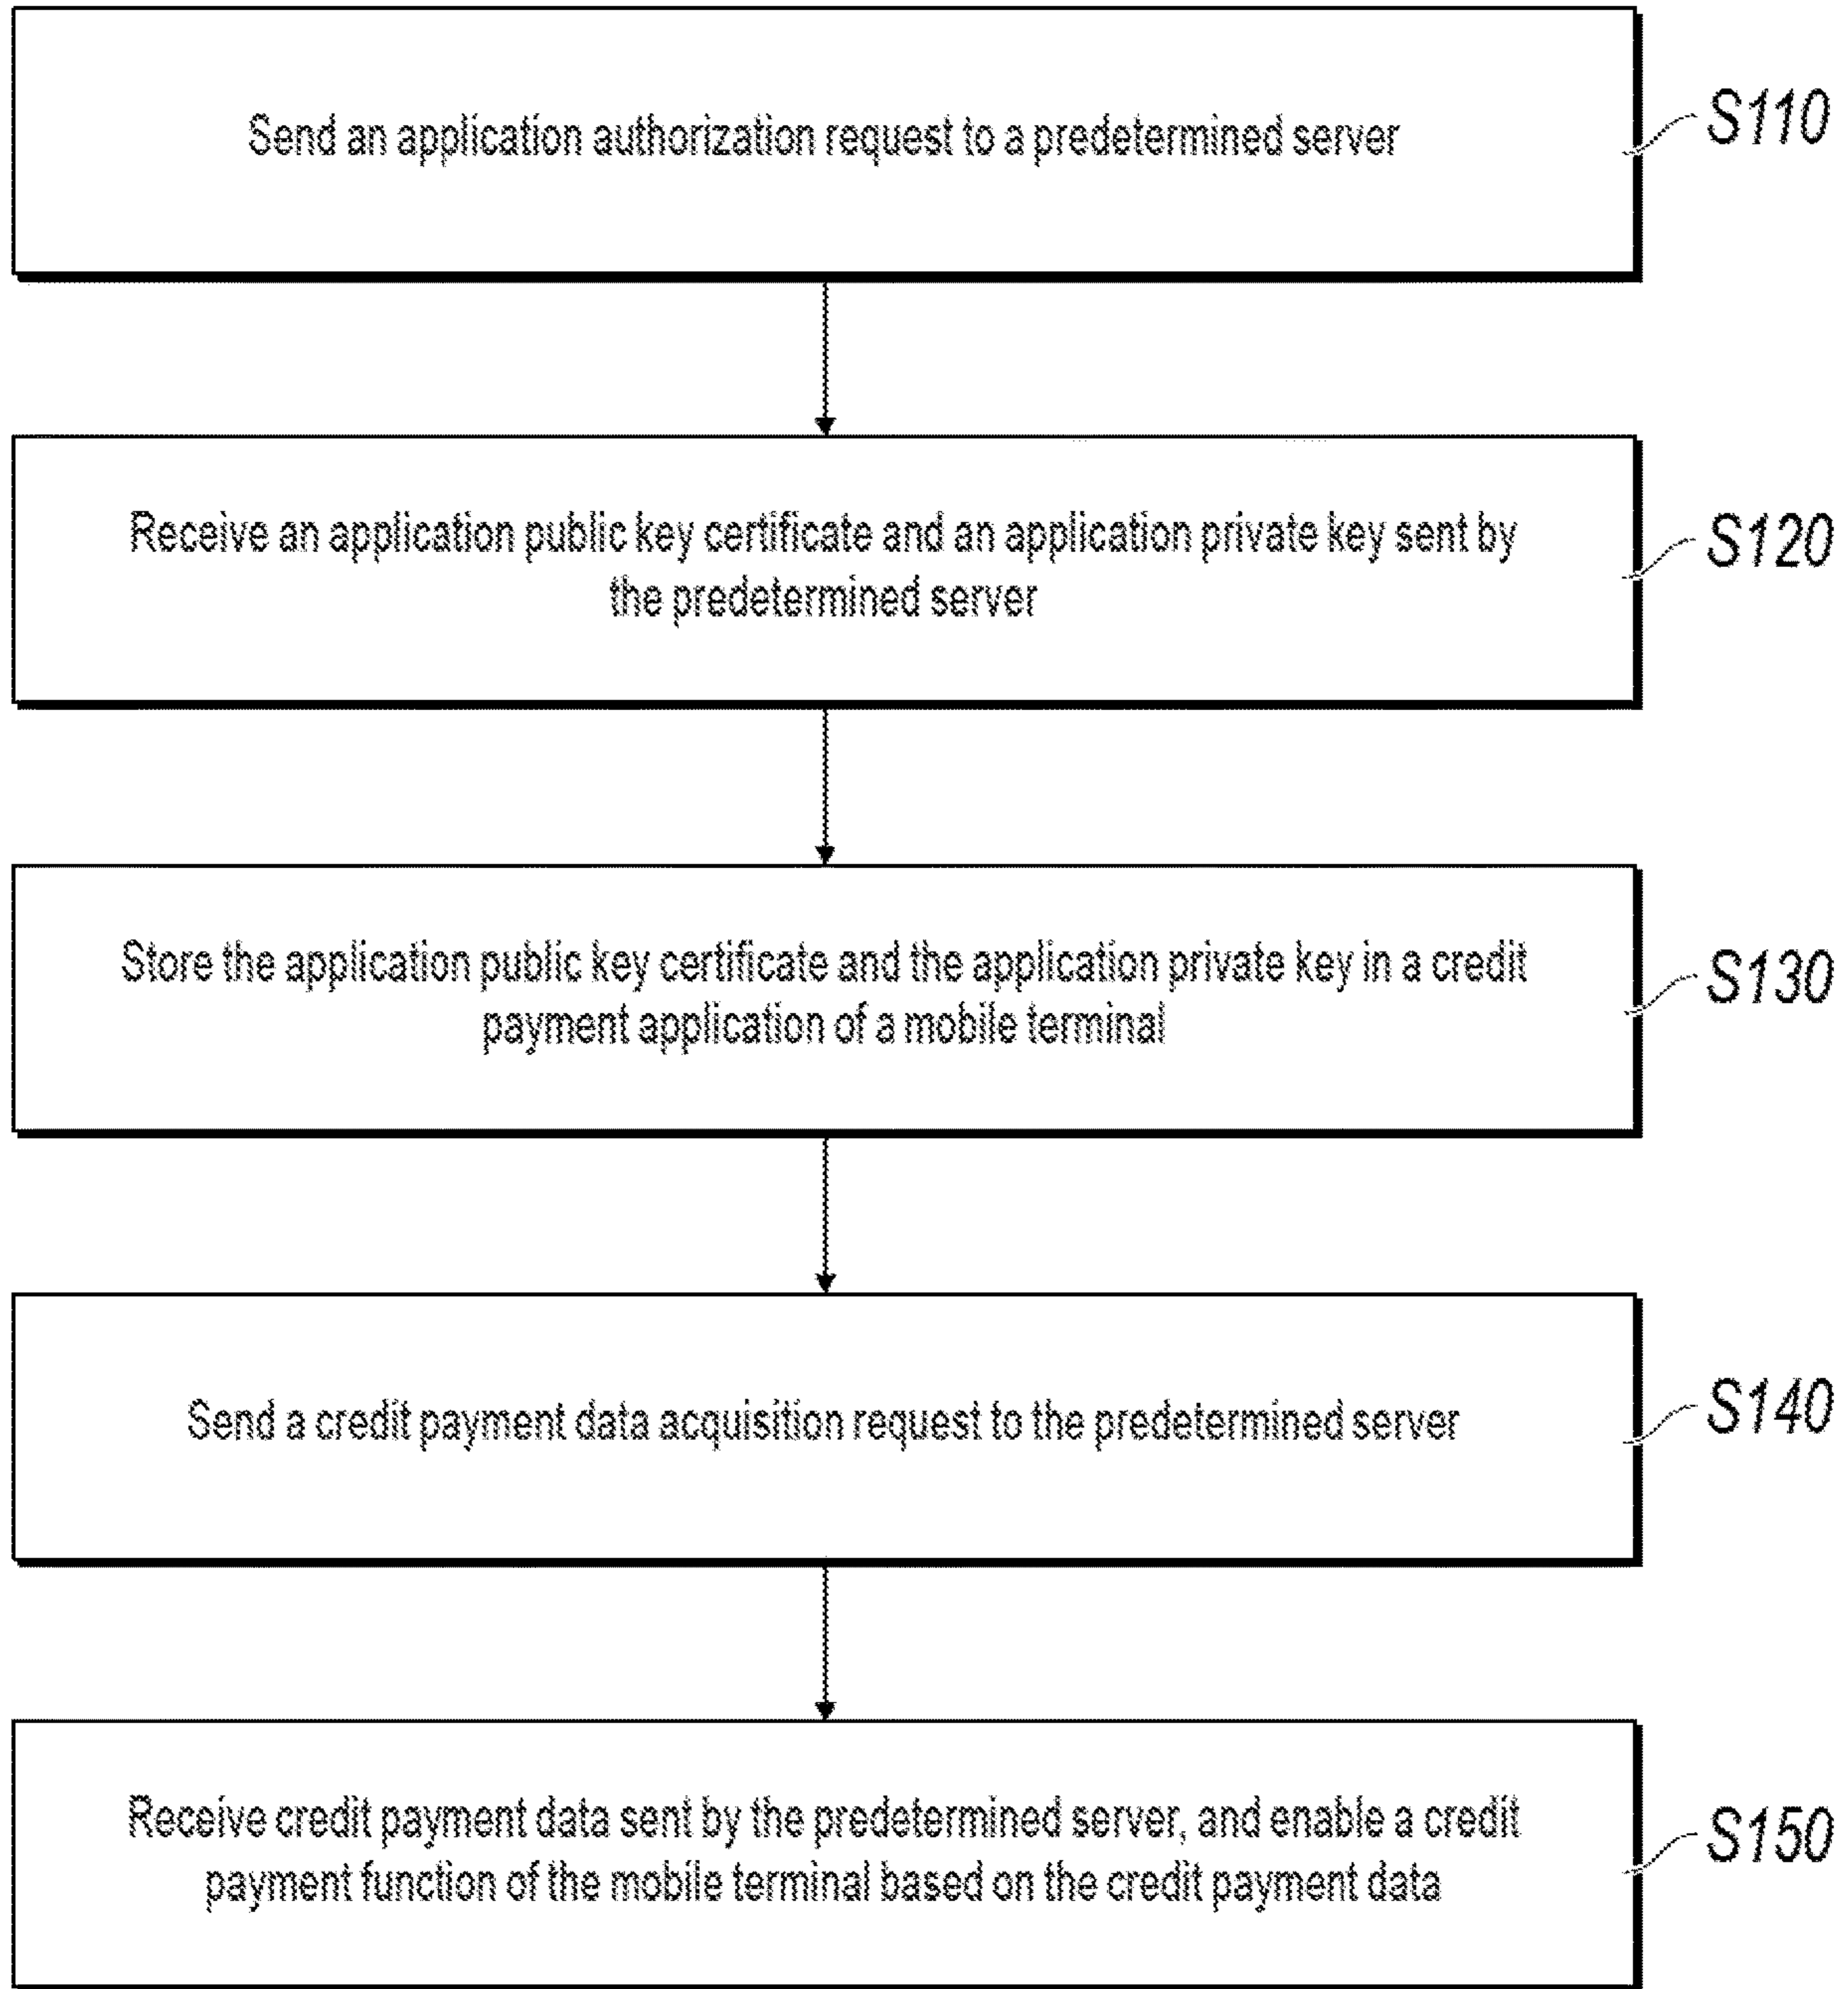 Send an application authorization request to a predetermined server
S110
Receive an application public key certificate and an application private key sent by
the predetermined server
S120
Store the application public key certificate and the application private key in a credit
payment application of a mobile terminal
S130
Send a credit payment data acquisition request to the predetermined server
S140
Receive credit payment data sent by the predetermined server, and enable a credit
payment function of the mobile terminal based on the credit payment data
S150